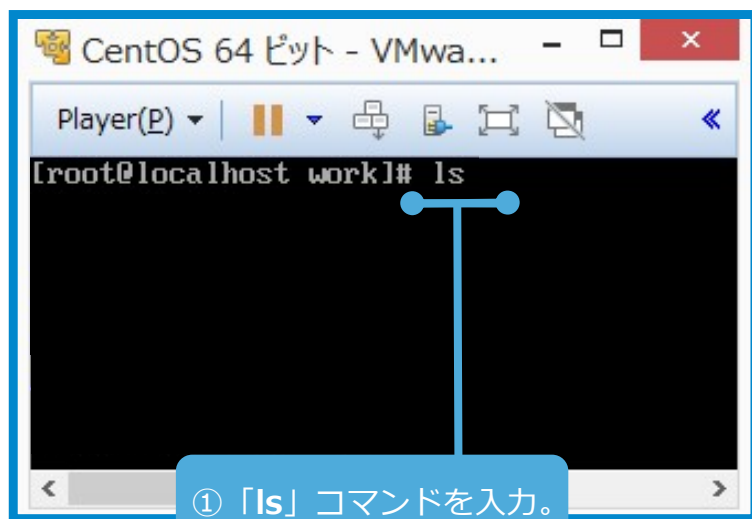 CentOS 64 ビット - VMwa...
Player(P)
[root@localhost work]# ls
①「ls」コマンドを入力。